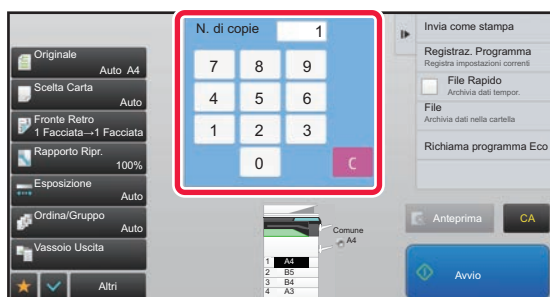 Originale
Auto A4
Scelta Carta
Auto
Fronte Retro
1 Facciata→1 Facciata
Rapporto Ripr.
100%
Esposizione
Auto
Ordina/Gruppo
Auto
Vassoio Uscita
Altri
N. di copie 1
7 8 9
4 5 6
1 2 3
0 C
Comune
A4
1 A4
2 B5
3 B4
4 A3
Invia come stampa
Registraz. Programma
Registra impostazioni correnti
File Rapido
Archivia dati tempor.
File
Archivia dati nella cartella
Richiama programma Eco
Anteprima CA
Avvio